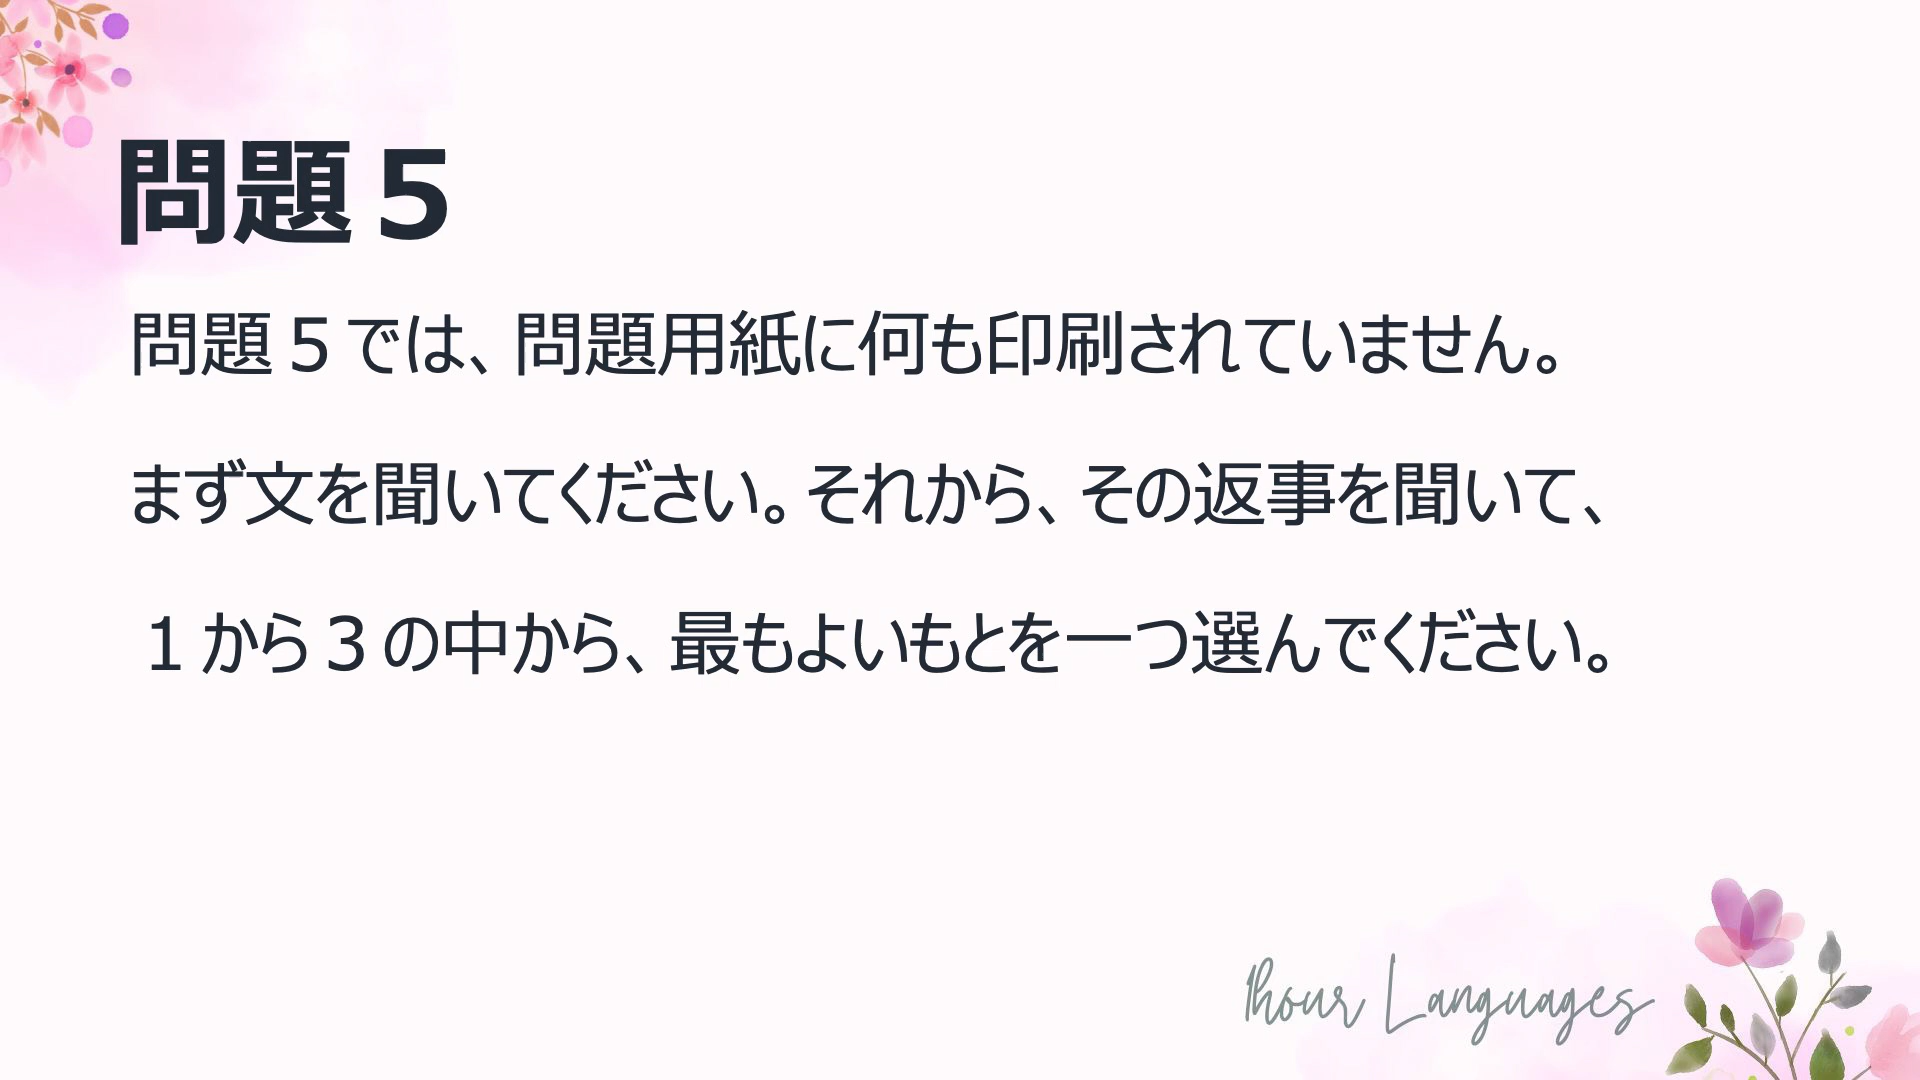 問題５
問題５では、問題用紙に何も印刷されていません。
まず文を聞いてください。それから、その返事を聞いて、
１から３の中から、最もよいもとを一つ選んでください。
1hour Languages